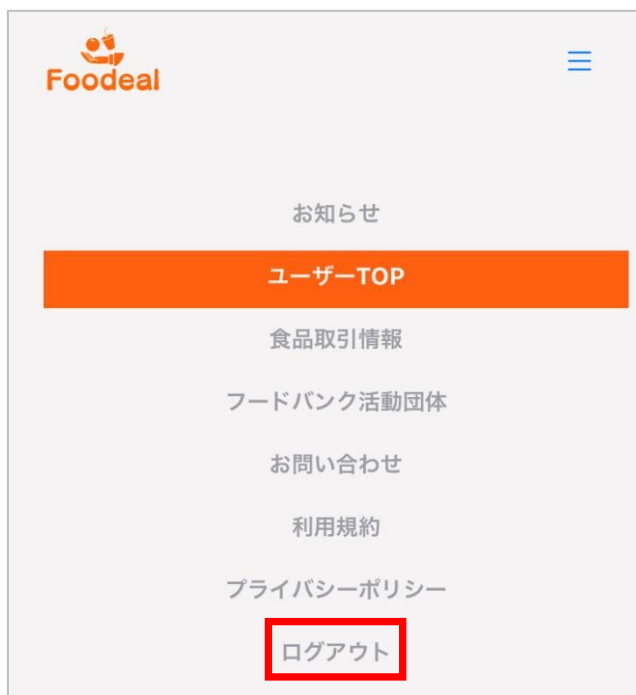 Foodeal
お知らせ
ユーザーTOP
食品取引情報
フードバンク活動団体
お問い合わせ
利用規約
プライバシーポリシー
ログアウト